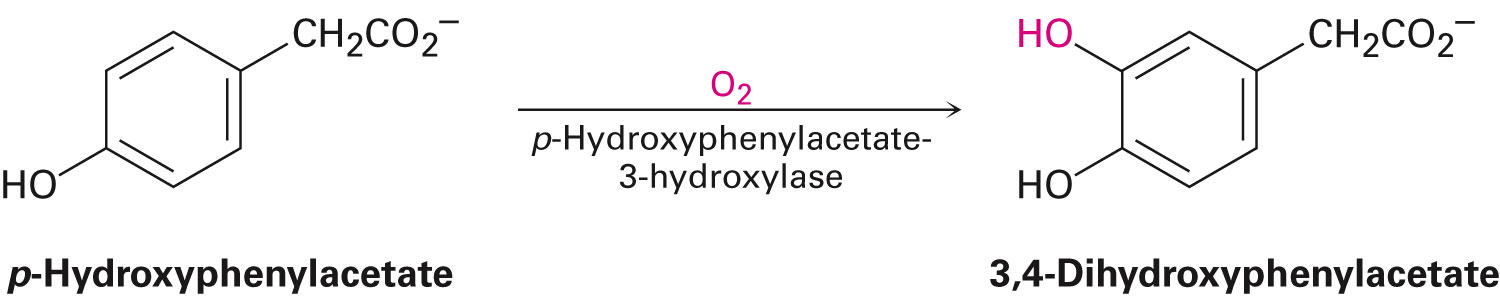 CH₂CO₂⁻
HO
p-Hydroxyphenylacetate
O₂
p-Hydroxyphenylacetate-
3-hydroxylase
HO
CH₂CO₂⁻
HO
3,4-Dihydroxyphenylacetate